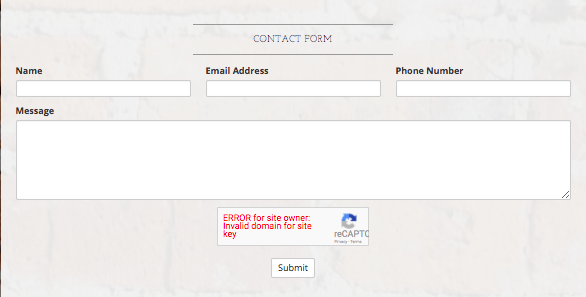 CONTACT FORM
Name Email Address Phone Number
Message
ERROR for site owner:
Invalid domain for site
key
reCAPTC
Privacy - Terms
Submit